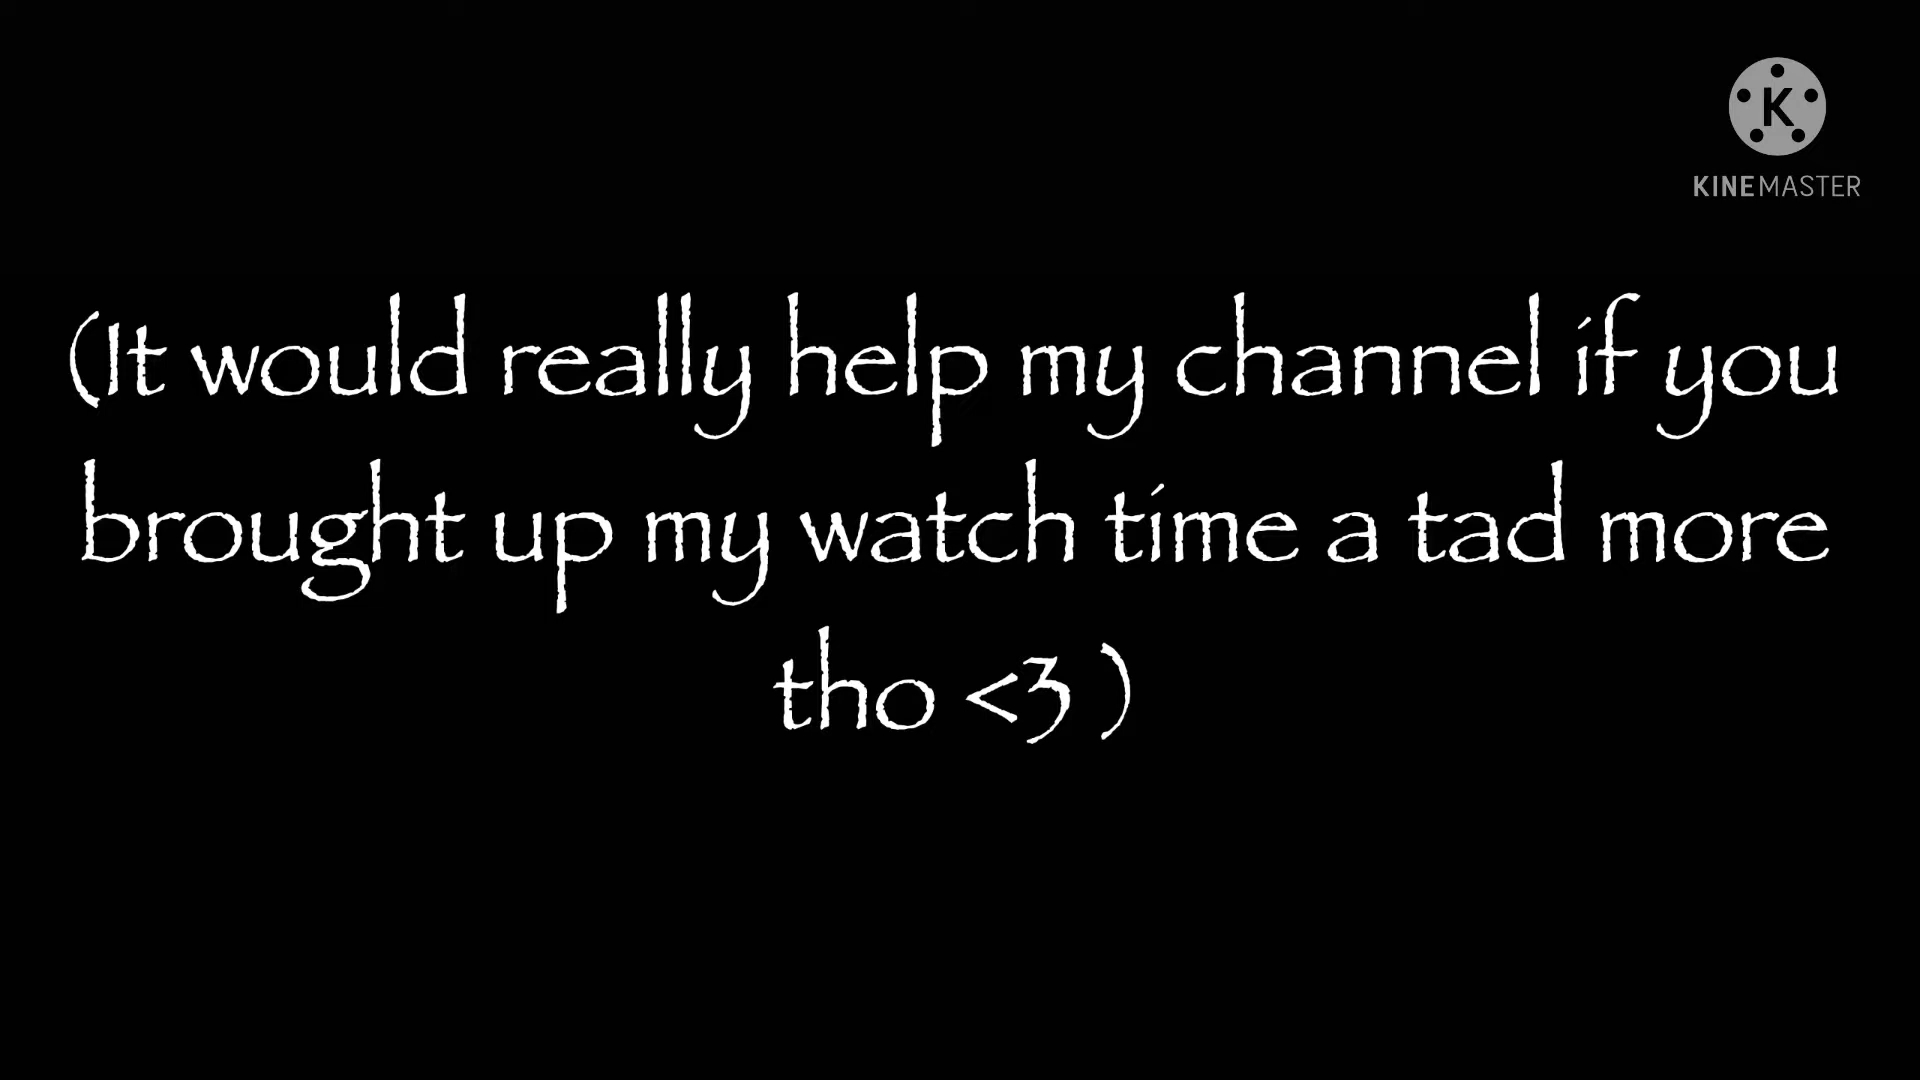 K
KINEMASTER
(It would really help my channel if you
brought up my watch time a tad more
tho <3 )